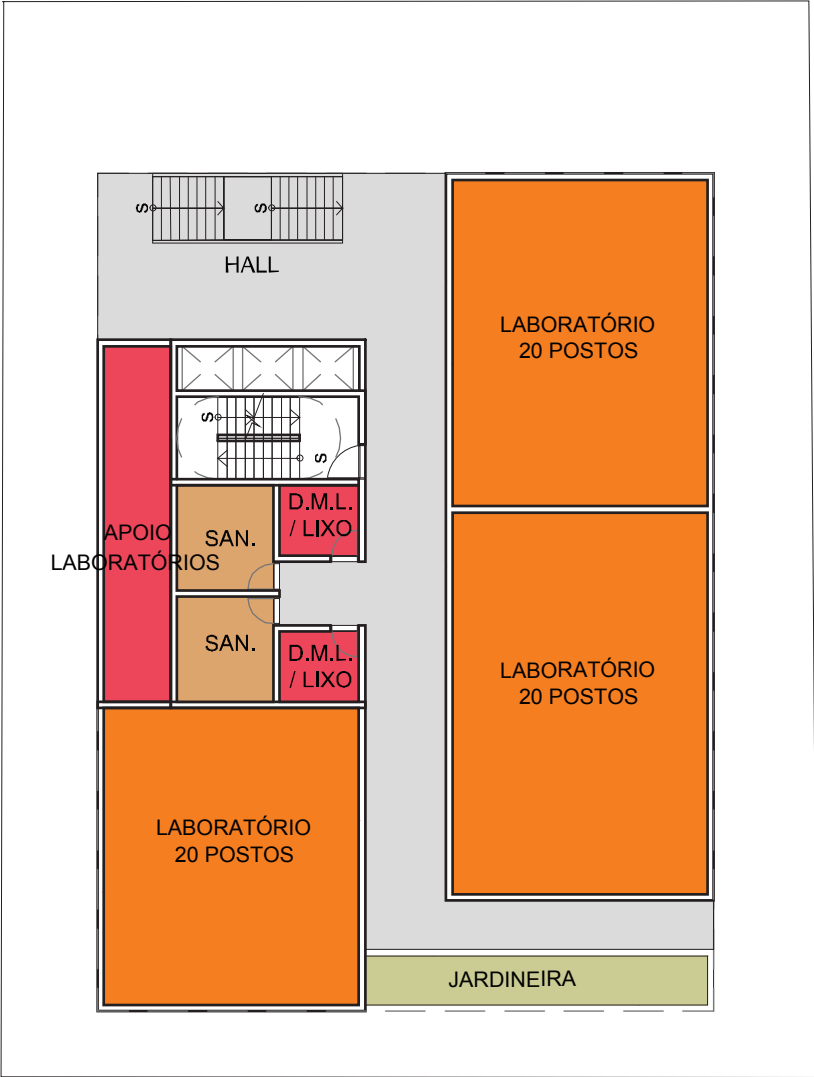 S
S
HALL
LABORATÓRIO
20 POSTOS
S
S
D.M.L.
/ LIXO
SAN.
APOIO
LABORATÓRIOS
SAN.
D.M.L.
/ LIXO
LABORATÓRIO
20 POSTOS
LABORATÓRIO
20 POSTOS
JARDINEIRA